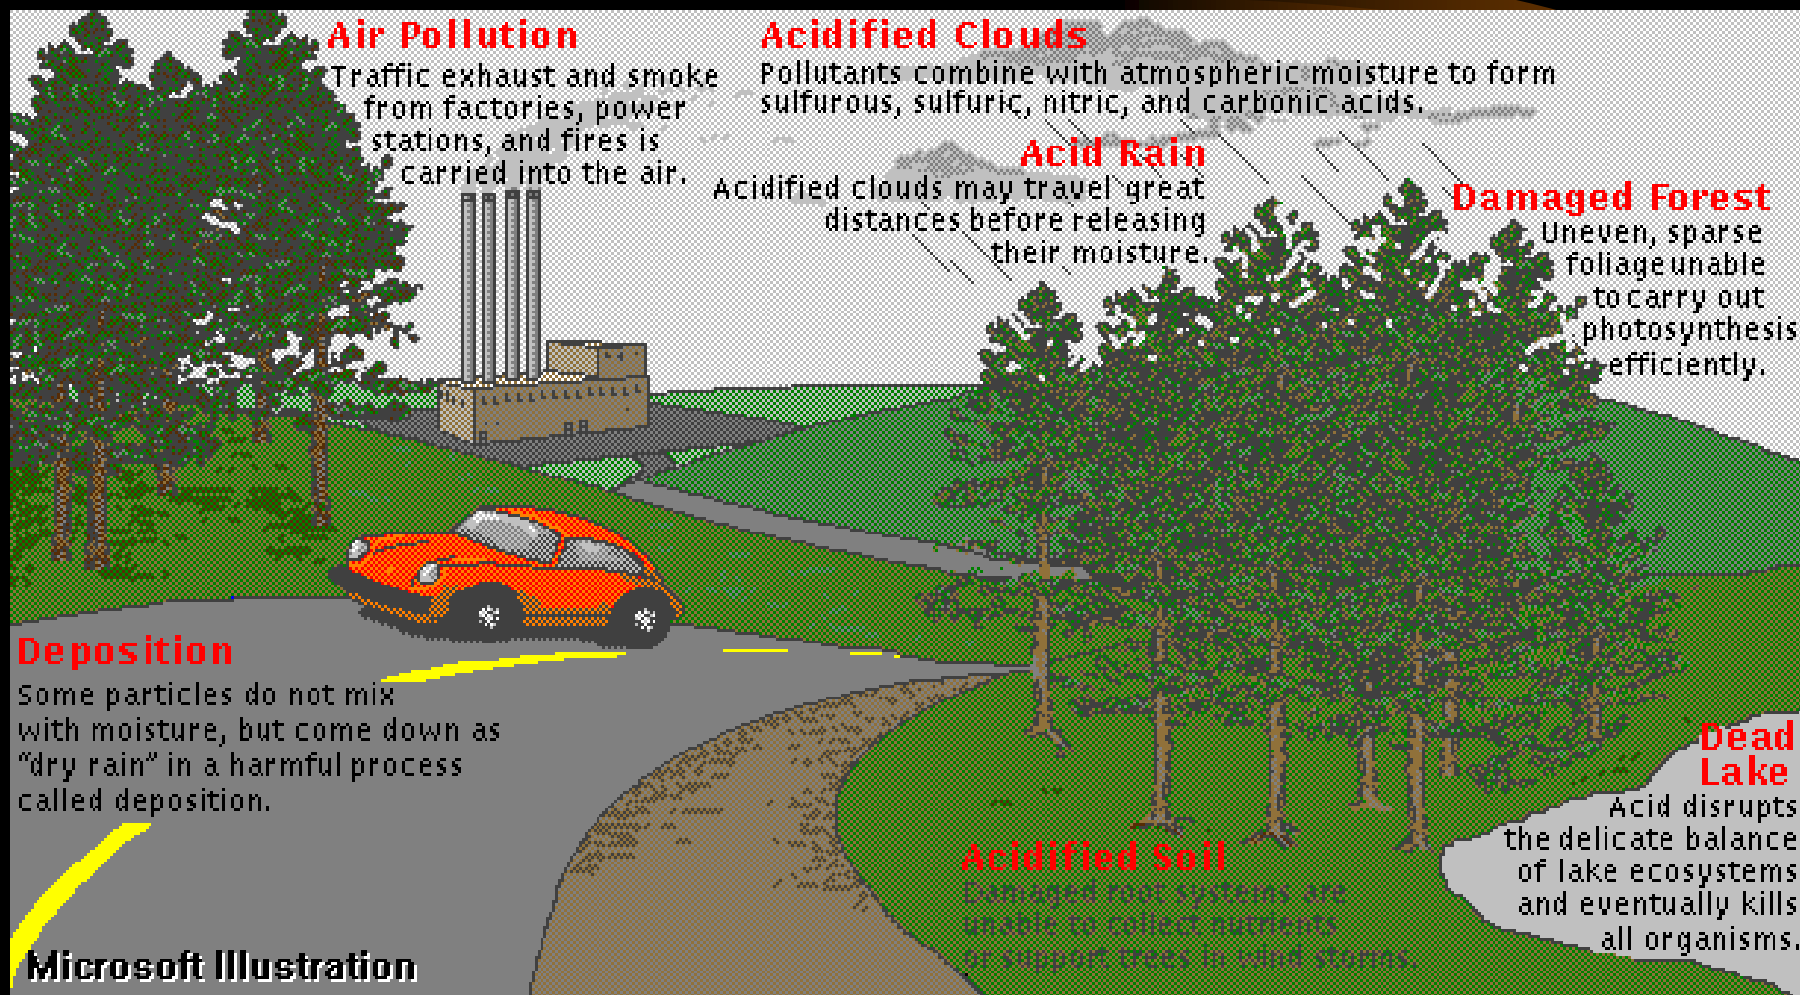 Air Pollution
Traffic exhaust and smoke
from factories, power
stations, and fires is
carried into the air.
Acidified Clouds
Pollutants combine with atmospheric moisture to form
sulfurous, sulfuric, nitric, and carbonic acids.
Acid Rain
Acidified clouds may travel great
distances before releasing
their moisture.
Damaged Forest
Uneven, sparse
foliage unable
to carry out
photosynthesis
efficiently.
Deposition
Some particles do not mix
with moisture, but come down as
"dry rain" in a harmful process
called deposition.
Dead
Lake
Acid disrupts
the delicate balance
of lake ecosystems
and eventually kills
all organisms.
Acidified Soil
Damaged root systems are
unable to collect nutrients
or support trees in wind storms.
Microsoft Illustration